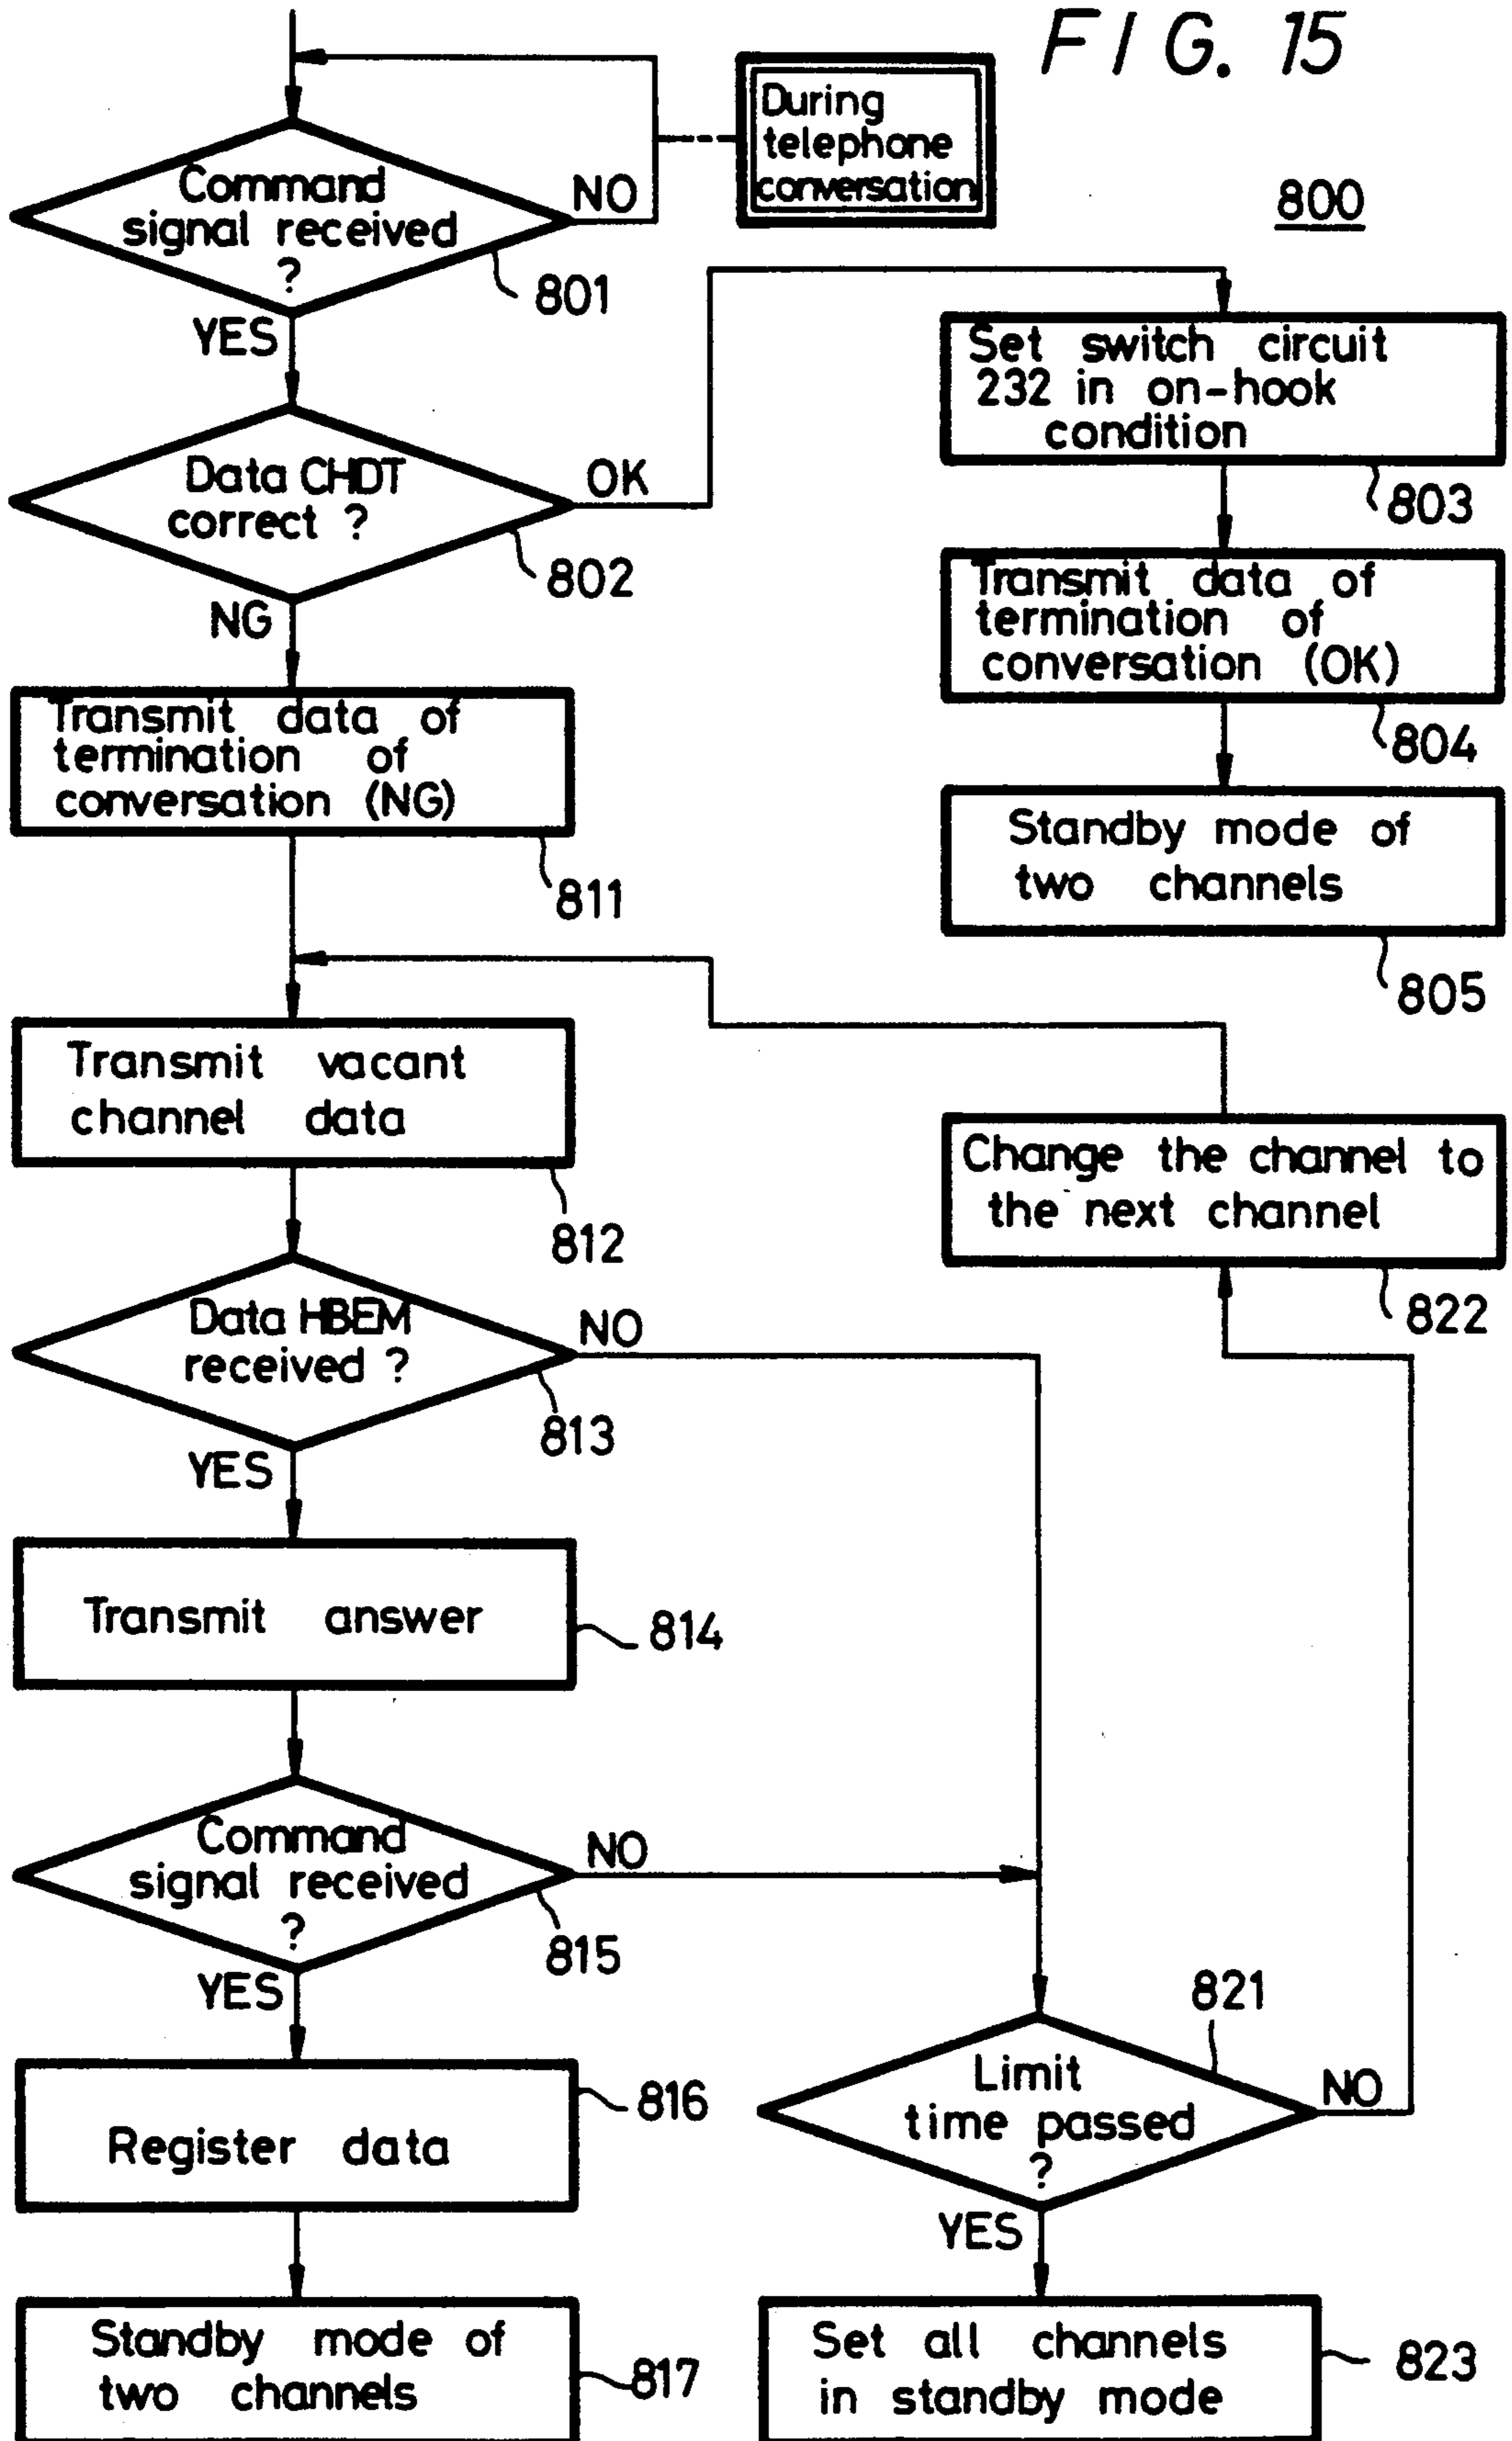 FIG. 15
During
telephone
conversation
800
Command
signal received
?
NO
801
YES
Data CHDT
correct ?
OK
802
NG
Set switch circuit
232 in on-hook
condition
803
Transmit data of
termination of
conversation (OK)
804
Standby mode of
two channels
805
Transmit data of
termination of
conversation (NG)
811
Transmit vacant
channel data
812
Change the channel to
the next channel
822
Data HBEM
received ?
NO
813
YES
Transmit answer
814
Command
signal received
?
NO
815
YES
821
Limit
time passed
?
NO
YES
Register data
816
Standby mode of
two channels
817
Set all channels
in standby mode
823